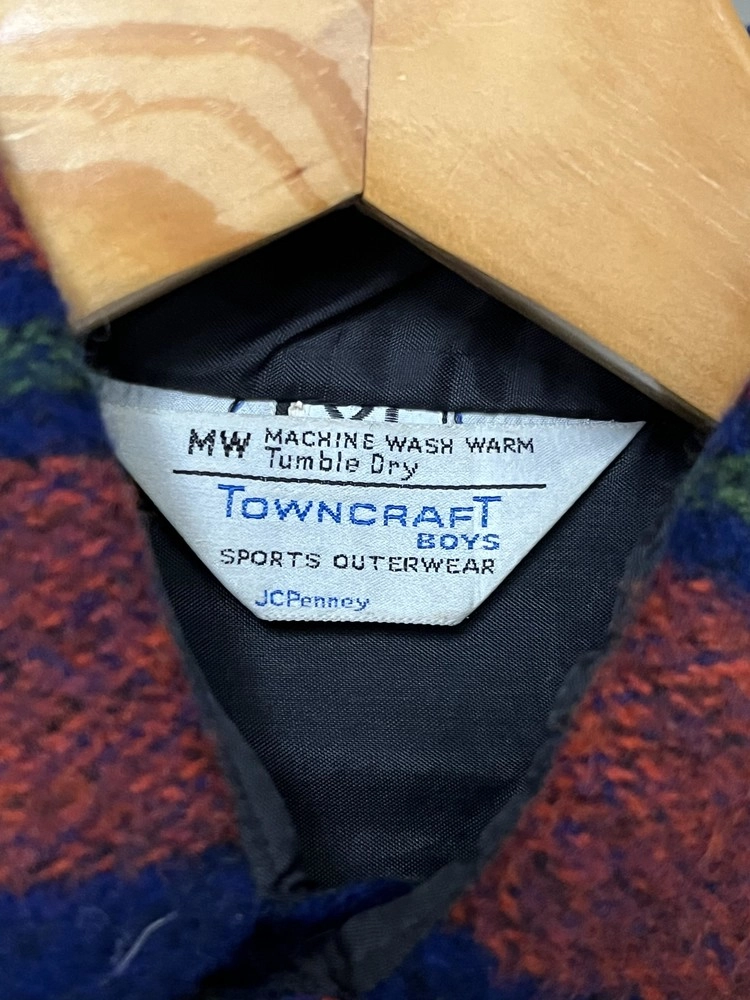 MW MACHINE WASH WARM
Tumble Dry
TOWNCRAFT
BOYS
SPORTS OUTERWEAR
JCPenney